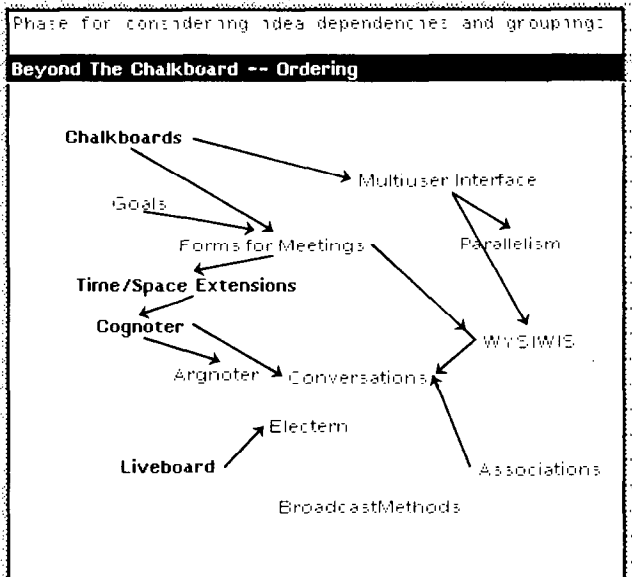 Phase for considering idea dependencies and groupings
Beyond The Chalkboard -- Ordering
Chalkboards
Multiuser Interface
Goals
Forms for Meetings
Parallelism
Time/Space Extensions
Cognoter
WYSIWIS
Argnoter
Conversations
Electern
Liveboard
Associations
BroadcastMethods